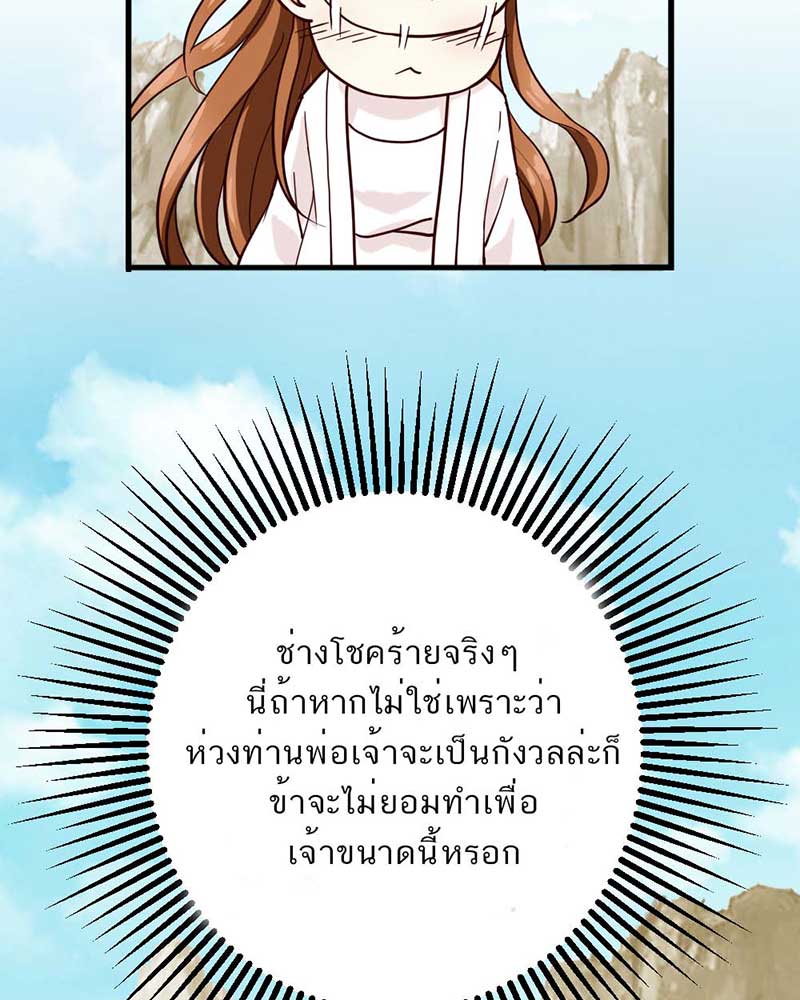 ช่างโชคร้ายจริงๆ
นี่ถ้าหากไม่ใช่เพราะว่า
ห่วงท่านพ่อเจ้าจะเป็นกังวลล่ะก็
ข้าจะไม่ยอมทำเพื่อ
เจ้าขนาดนี้หรอก